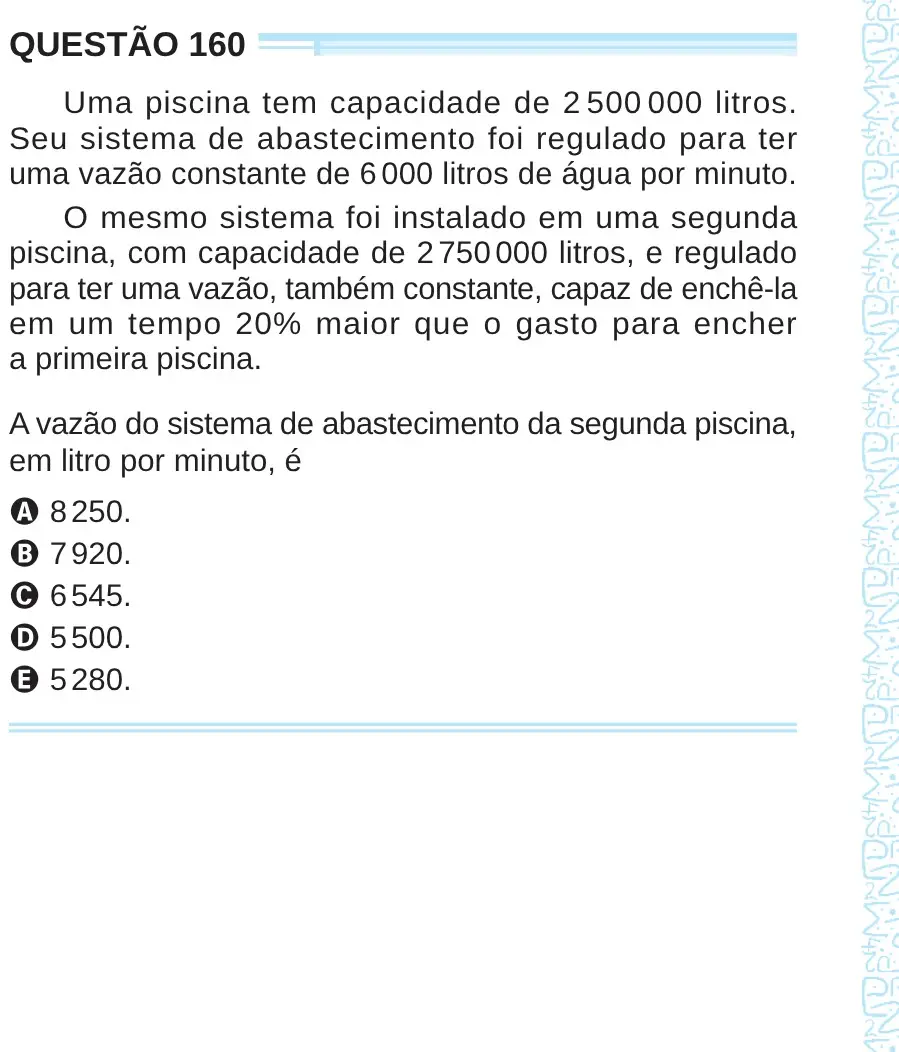 QUESTÃO 160
Uma piscina tem capacidade de 2 500 000 litros.
Seu sistema de abastecimento foi regulado para ter
uma vazão constante de 6 000 litros de água por minuto.
O mesmo sistema foi instalado em uma segunda
piscina, com capacidade de 2 750 000 litros, e regulado
para ter uma vazão, também constante, capaz de enchê-la
em um tempo 20% maior que o gasto para encher
a primeira piscina.
A vazão do sistema de abastecimento da segunda piscina,
em litro por minuto, é
A 8 250.
B 7 920.
C 6 545.
D 5 500.
E 5 280.